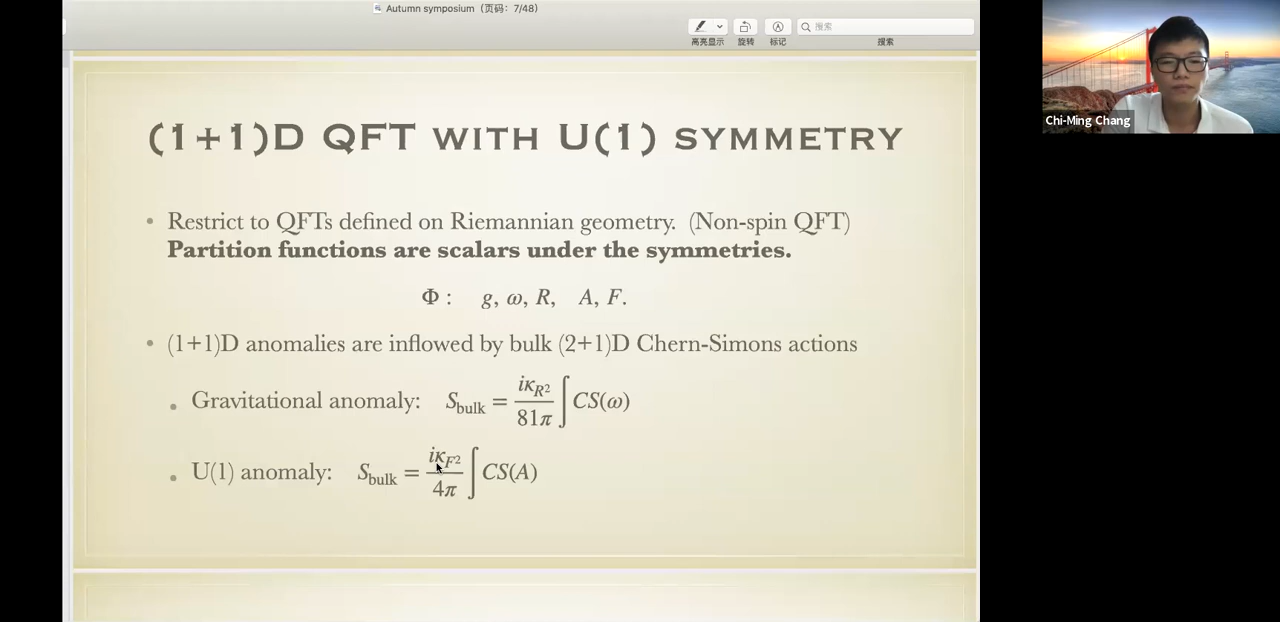 Autumn symposium（页码：7/48）
高亮显示
旋转
标记
搜索
搜索
Chi-Ming Chang
(1+1)D QFT WITH U(1) SYMMETRY
• Restrict to QFTs defined on Riemannian geometry. (Non-spin QFT)
Partition functions are scalars under the symmetries.
Φ : g, ω, R, A, F.
• (1+1)D anomalies are inflowed by bulk (2+1)D Chern-Simons actions
• Gravitational anomaly: S_bulk = iκ_{R²}/81π ∫ CS(ω)
• U(1) anomaly: S_bulk = iκ_{F²}/4π ∫ CS(A)